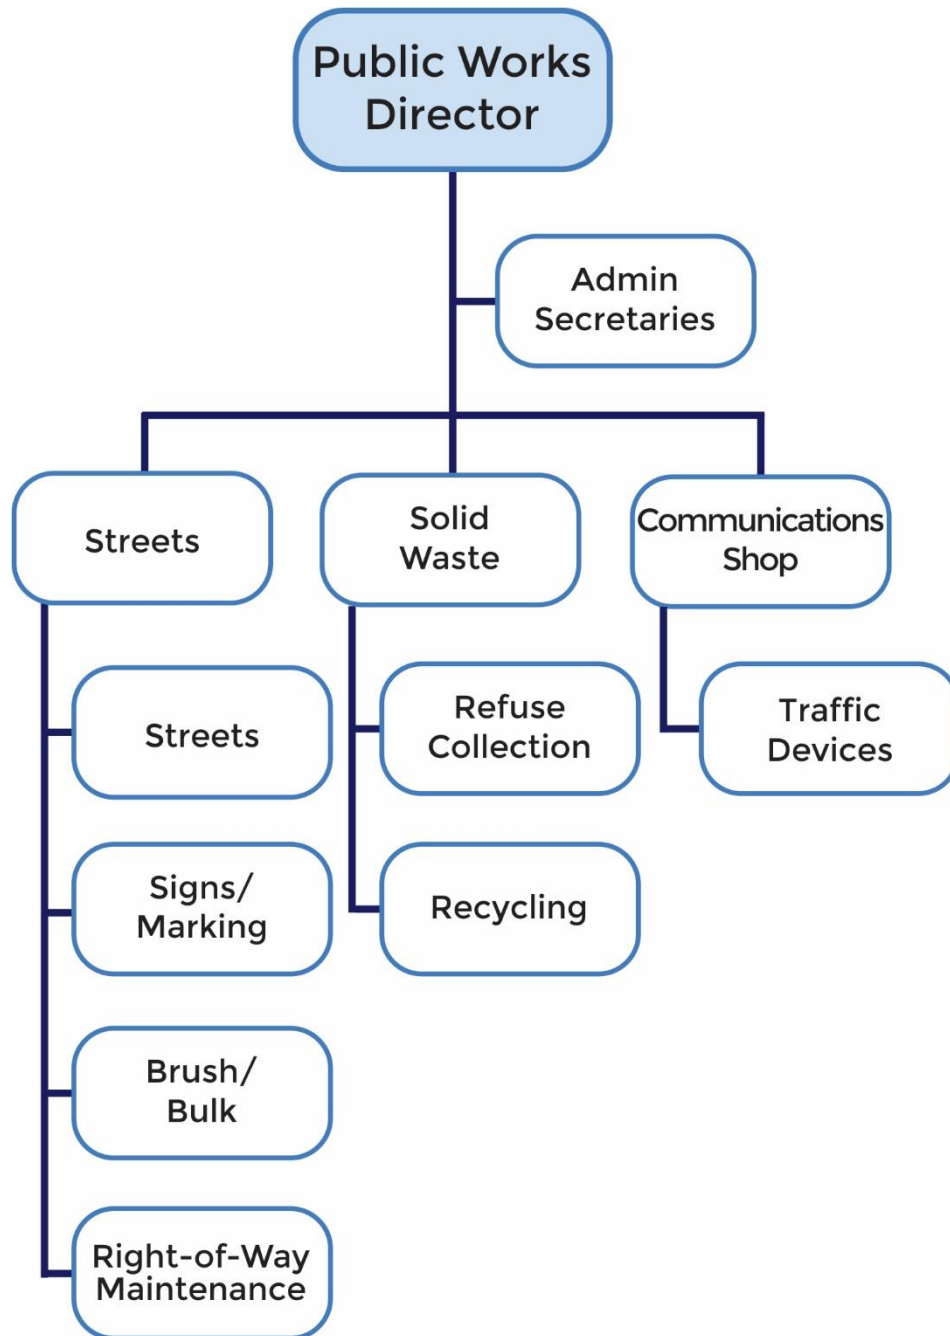 Public Works
Director
Admin
Secretaries
Streets
Solid
Waste
Communications
Shop
Streets
Refuse
Collection
Traffic
Devices
Signs/
Marking
Recycling
Brush/
Bulk
Right-of-Way
Maintenance